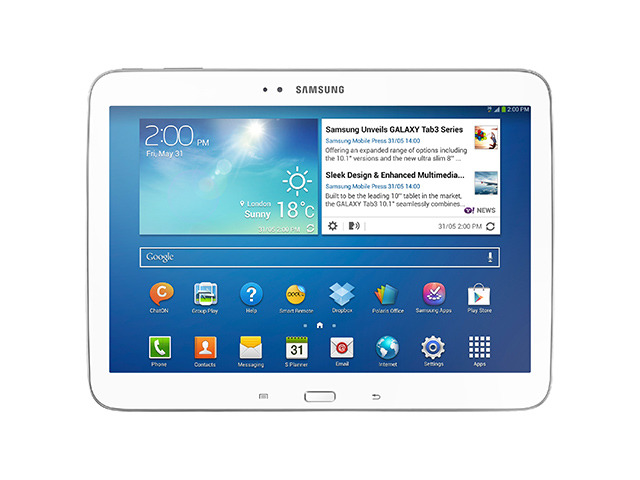 SAMSUNG
2:00 PM
2:00 PM
Fri, May 31
London
Sunny 18°c
31/05 2:00 PM
Samsung Unveils GALAXY Tab3 Series
Samsung Mobile Press 31/05 14:00
Offering an expanded range of options including
the 10.1" versions and the new ultra slim 8" ...
Sleek Design & Enhanced Multimedia...
Samsung Mobile Press 31/05 14:00
Built to be the leading 10" tablet in the market,
the GALAXY Tab3 10.1" seamlessly combines...
Y! NEWS
31/05 2:00 PM
Google
ChatON Group Play Help Smart Remote Dropbox Polaris Office Samsung Apps Play Store
31
Phone Contacts Messaging S Planner Email Internet Settings Apps